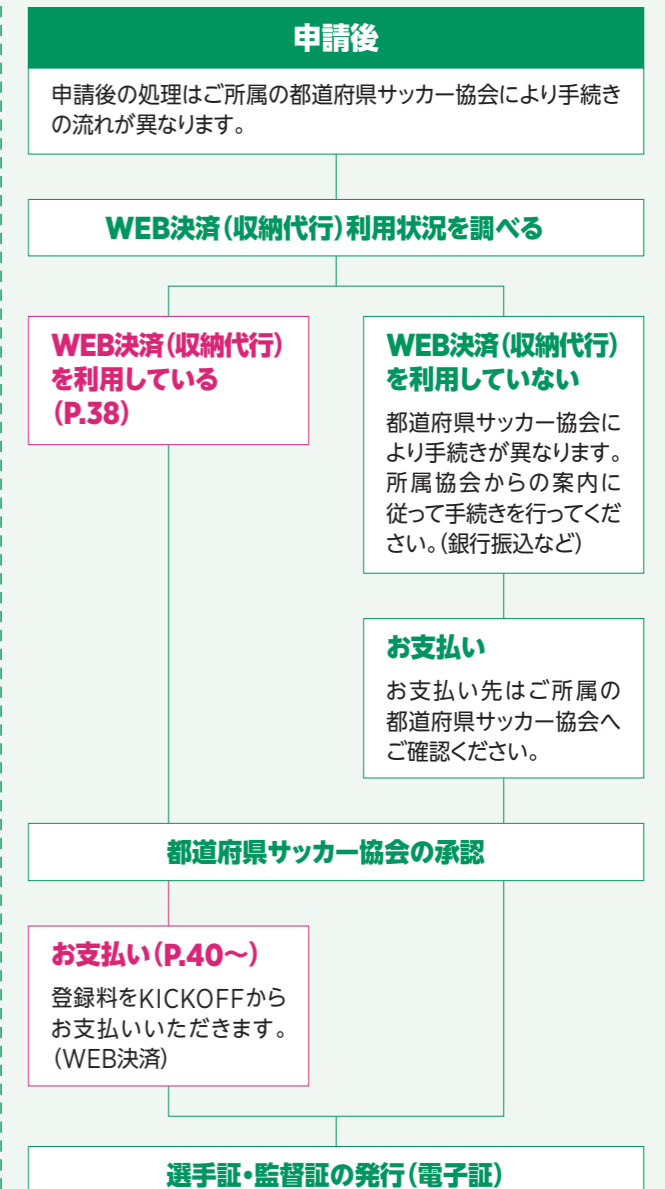 申請後
申請後の処理はご所属の都道府県サッカー協会により手続き
の流れが異なります。
WEB決済(収納代行)利用状況を調べる
WEB決済(収納代行)
を利用している
(P.38)
WEB決済(収納代行)
を利用していない
都道府県サッカー協会に
より手続きが異なります。
所属協会からの案内に
従って手続きを行ってくだ
さい。(銀行振込など)
お支払い
お支払い先はご所属の
都道府県サッカー協会へ
ご確認ください。
都道府県サッカー協会の承認
お支払い(P.40〜)
登録料をKICKOFFから
お支払いいただきます。
(WEB決済)
選手証・監督証の発行(電子証)